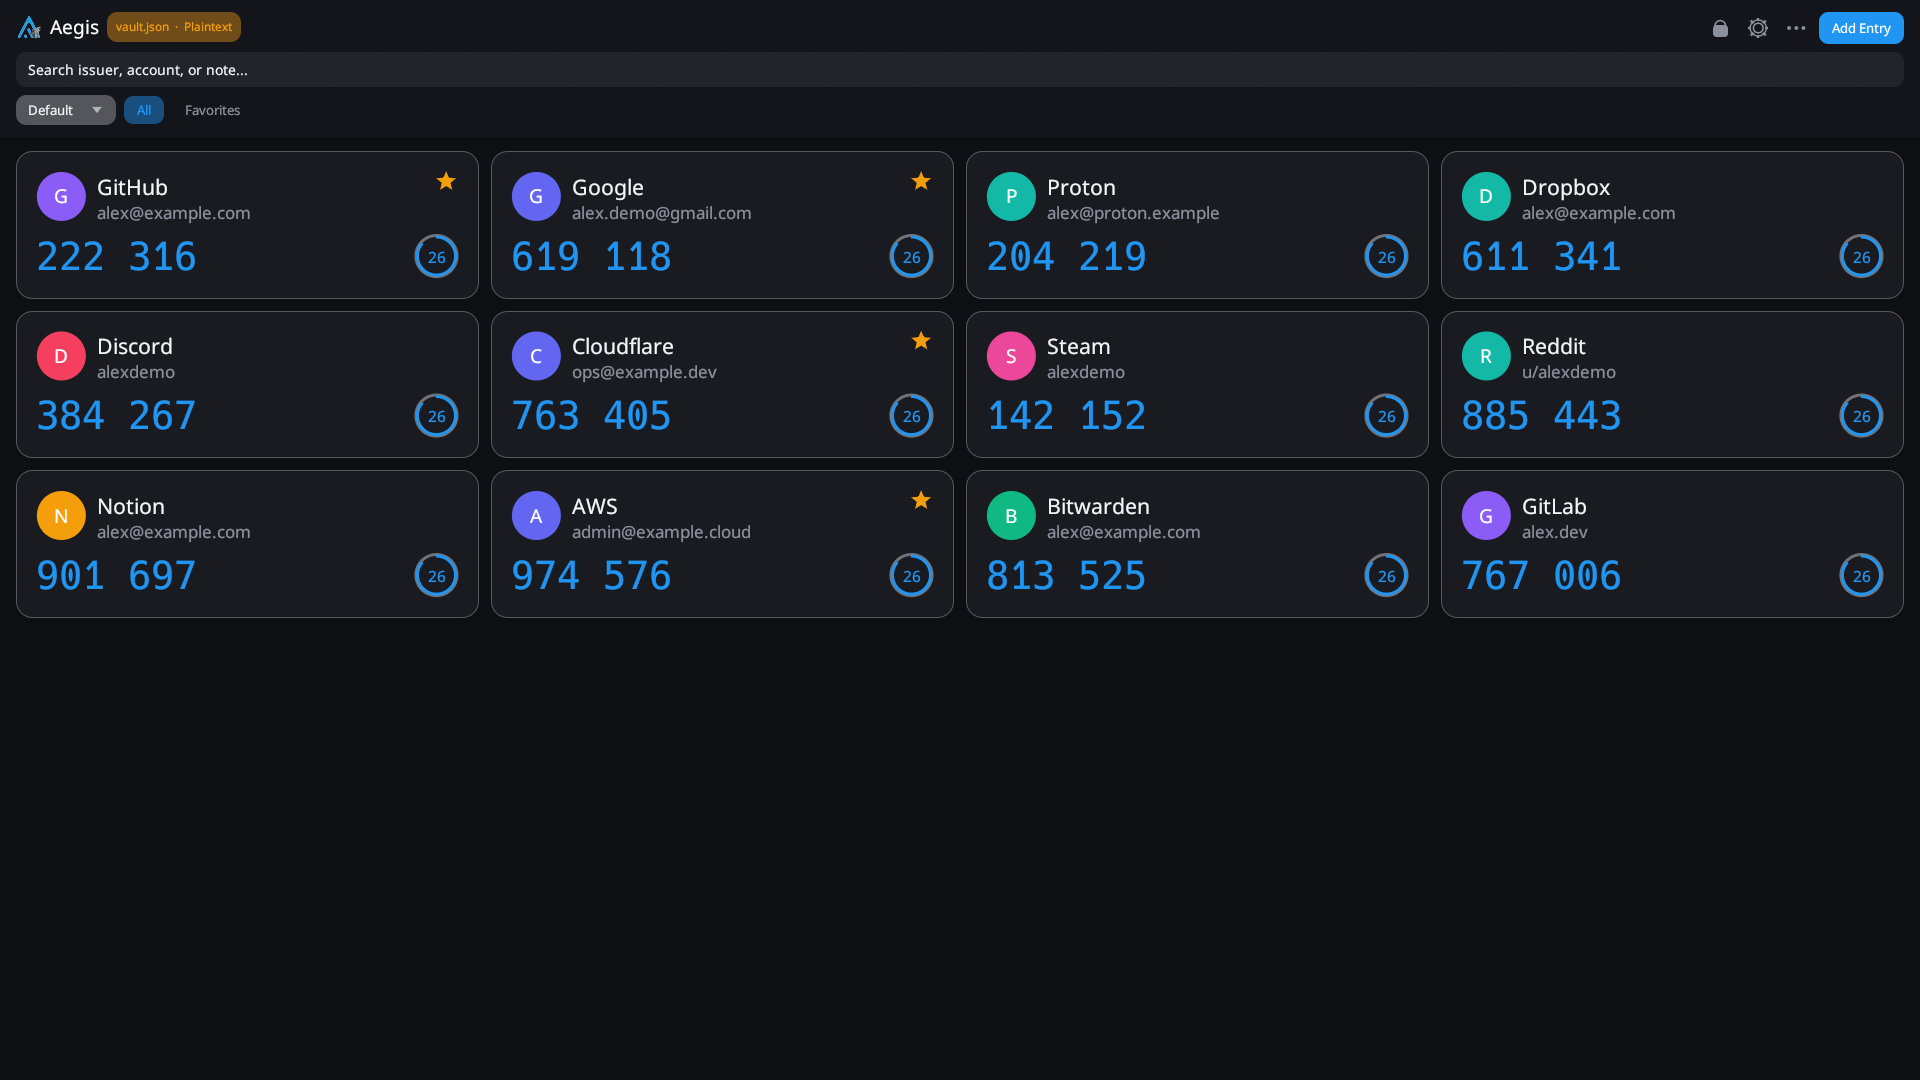 Aegis
vault.json · Plaintext
Add Entry
Search issuer, account, or note...
Default
All
Favorites
G
GitHub
alex@example.com
222 316
26
G
Google
alex.demo@gmail.com
619 118
26
P
Proton
alex@proton.example
204 219
26
D
Dropbox
alex@example.com
611 341
26
D
Discord
alexdemo
384 267
26
C
Cloudflare
ops@example.dev
763 405
26
S
Steam
alexdemo
142 152
26
R
Reddit
u/alexdemo
885 443
26
N
Notion
alex@example.com
901 697
26
A
AWS
admin@example.cloud
974 576
26
B
Bitwarden
alex@example.com
813 525
26
G
GitLab
alex.dev
767 006
26